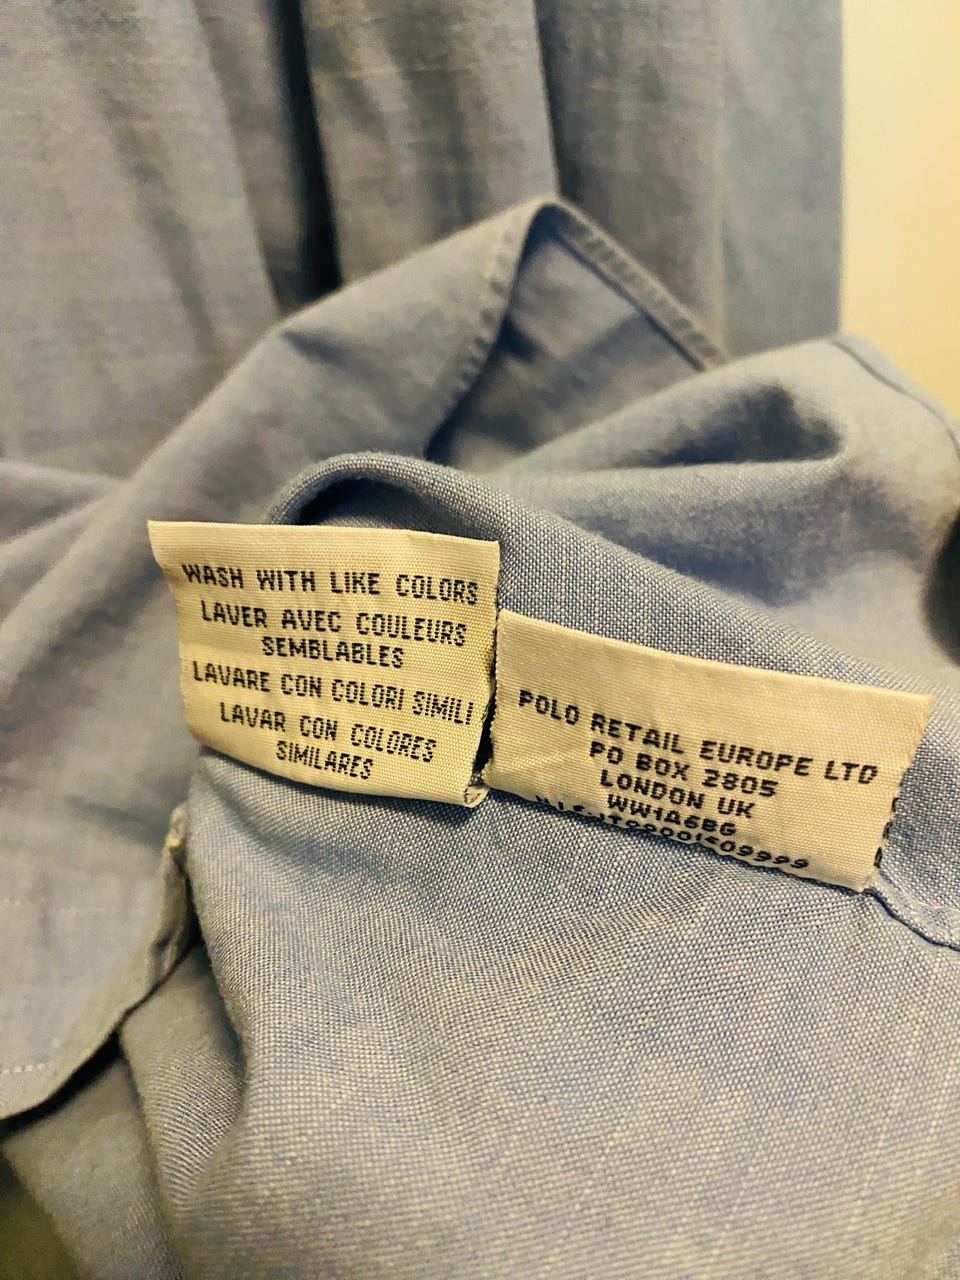 WASH WITH LIKE COLORS
LAVER AVEC COULEURS
SEMBLABLES
LAVARE CON COLORI SIMILI
LAVAR CON COLORES
SIMILARES
POLO RETAIL EUROPE LTD
PO BOX 2805
LONDON UK
WW1A6BG